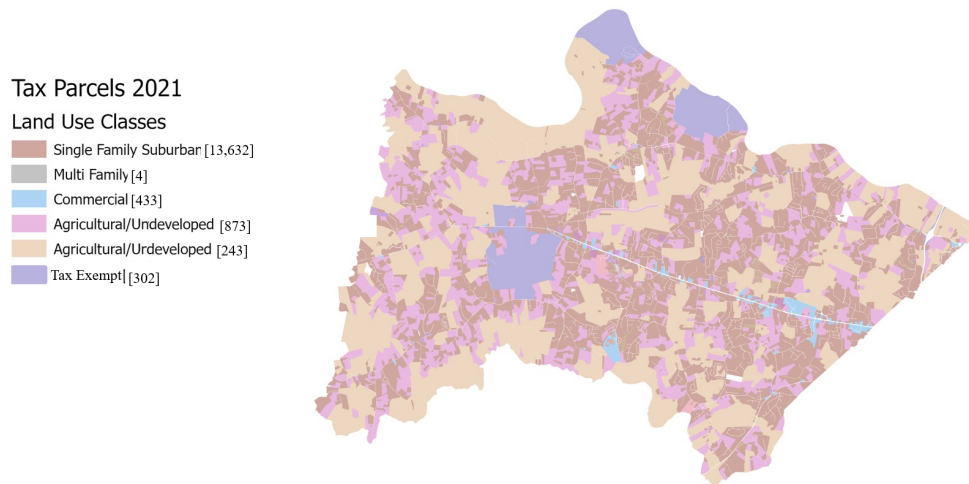 Tax Parcels 2021
Land Use Classes
Single Family Suburbar [13,632]
Multi Family [4]
Commercial [433]
Agricultural/Undeveloped [873]
Agricultural/Urdeveloped [243]
Tax Exempt| [302]